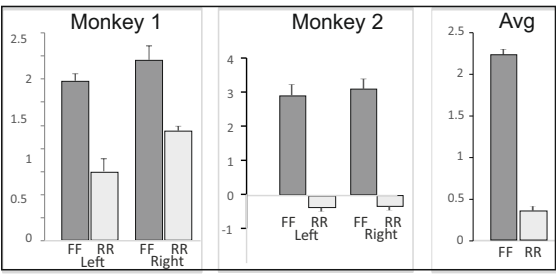 Monkey 1
2.5
2
1.5
1
0.5
0
FF RR FF RR
Left Right
Monkey 2
4
3
2
1
0
-1
FF RR FF RR
Left Right
Avg
2.5
2
1.5
1
0.5
0
FF RR